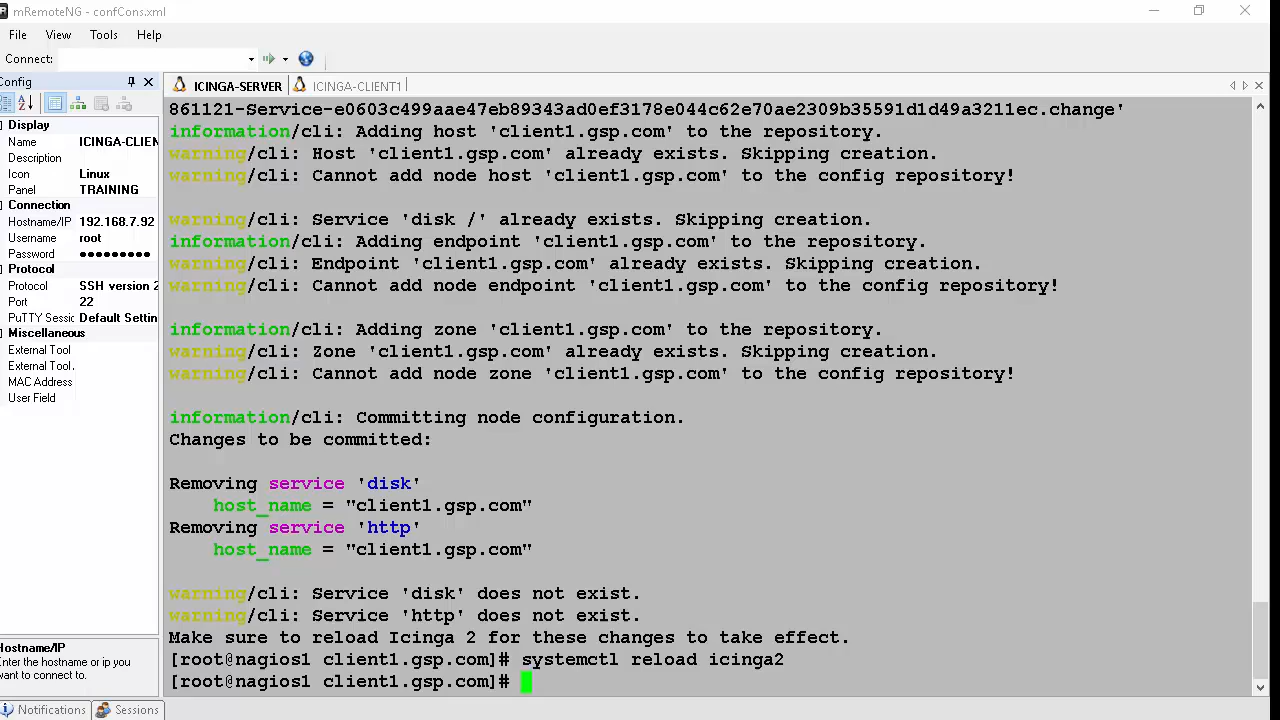 mRemoteNG - confCons.xml
File View Tools Help
Connect:
Config
ICINGA-SERVER ICINGA-CLIENT1
Display
Name ICINGA-CLIEN
Description
Icon Linux
Panel TRAINING
Connection
Hostname/IP 192.168.7.92
Username root
Password ●●●●●●●●●
Protocol
Protocol SSH version 2
Port 22
PuTTY Sessic Default Settin
Miscellaneous
External Tool
External Tool.
MAC Address
User Field
Hostname/IP
Enter the hostname or ip you
want to connect to.
Notifications Sessions
861121-Service-e0603c499aae47eb89343ad0ef3178e044c62e70ae2309b35591d1d49a3211ec.change'
information/cli: Adding host 'client1.gsp.com' to the repository.
warning/cli: Host 'client1.gsp.com' already exists. Skipping creation.
warning/cli: Cannot add node host 'client1.gsp.com' to the config repository!
warning/cli: Service 'disk /' already exists. Skipping creation.
information/cli: Adding endpoint 'client1.gsp.com' to the repository.
warning/cli: Endpoint 'client1.gsp.com' already exists. Skipping creation.
warning/cli: Cannot add node endpoint 'client1.gsp.com' to the config repository!
information/cli: Adding zone 'client1.gsp.com' to the repository.
warning/cli: Zone 'client1.gsp.com' already exists. Skipping creation.
warning/cli: Cannot add node zone 'client1.gsp.com' to the config repository!
information/cli: Committing node configuration.
Changes to be committed:
Removing service 'disk'
host_name = "client1.gsp.com"
Removing service 'http'
host_name = "client1.gsp.com"
warning/cli: Service 'disk' does not exist.
warning/cli: Service 'http' does not exist.
Make sure to reload Icinga 2 for these changes to take effect.
[root@nagios1 client1.gsp.com]# systemctl reload icinga2
[root@nagios1 client1.gsp.com]#